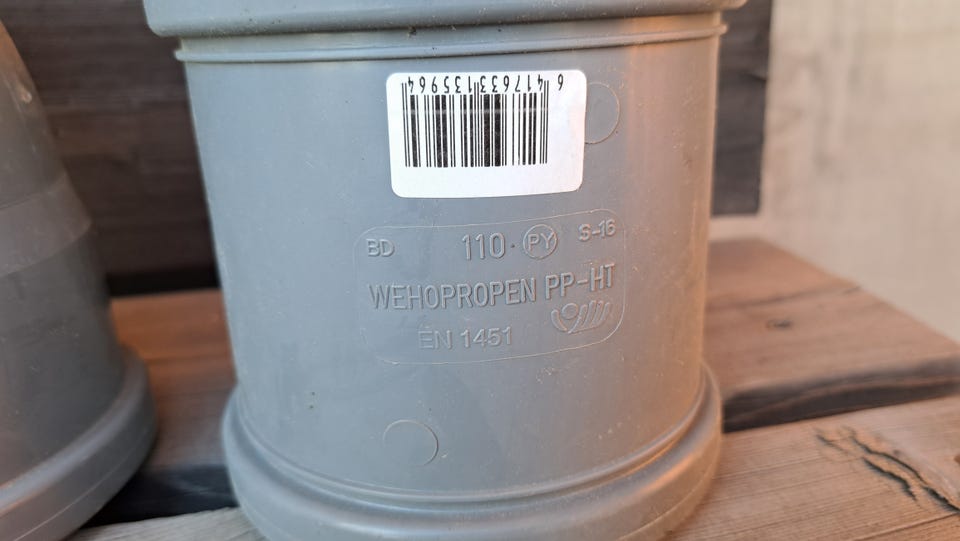 6 417633 135964
BD 110· PY S-16
WEHOPROPEN PP-HT
EN 1451